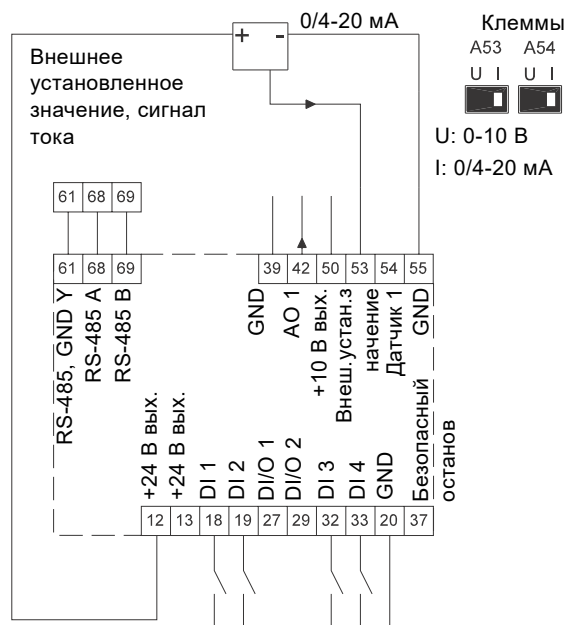 + -
0/4-20 мА
Клеммы
A53 A54
U I U I
U: 0-10 В
I: 0/4-20 мА
Внешнее
установленное
значение, сигнал
тока
61 68 69
61 68 69
39 42 50 53 54 55
RS-485, GND Y
RS-485 A
RS-485 B
GND
AO 1
+10 В вых.
Внеш.устан.з
начение
Датчик 1
GND
+24 В вых.
+24 В вых.
DI 1
DI 2
DI/O 1
DI/O 2
DI 3
DI 4
GND
Безопасный
останов
12 13 18 19 27 29 32 33 20 37